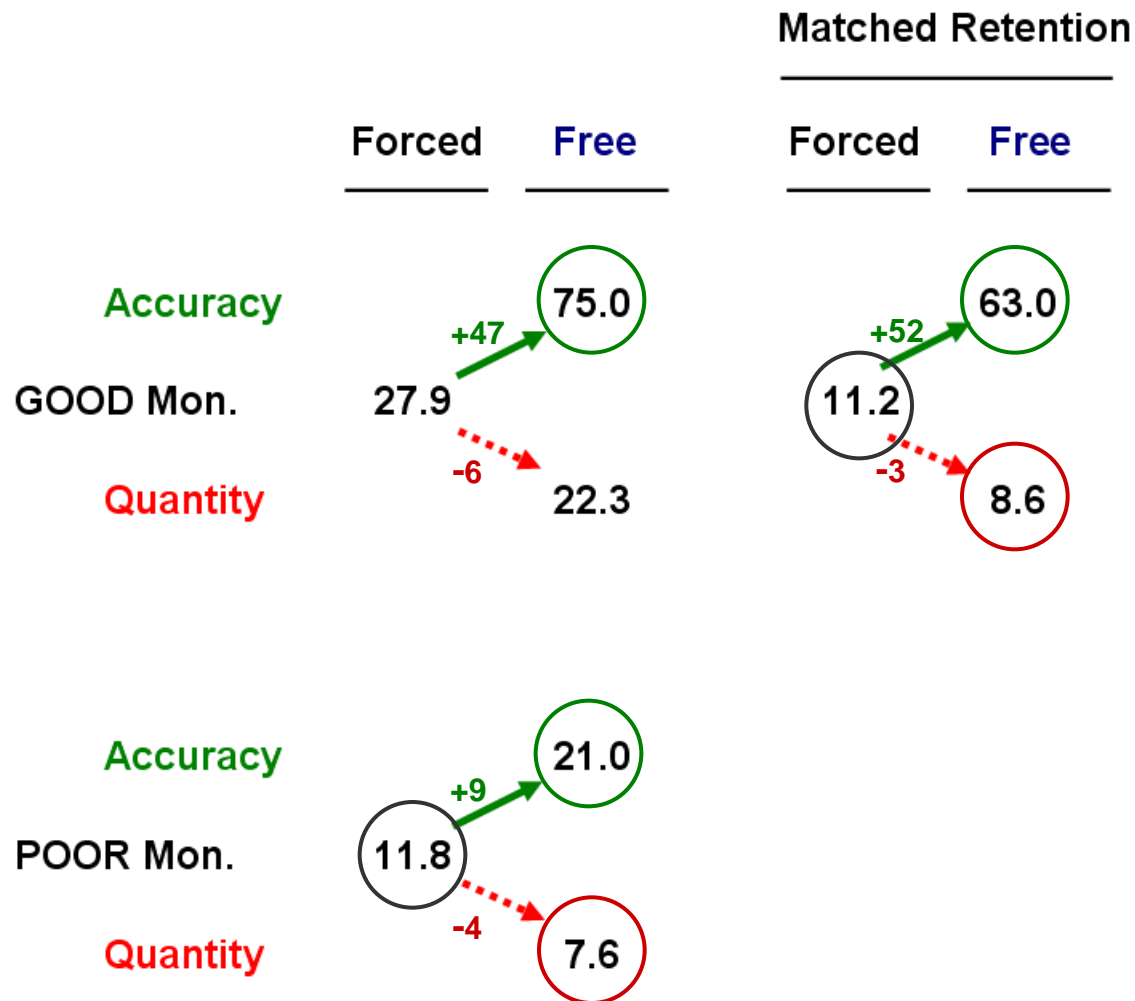 Matched Retention
Forced Free Forced Free
Accuracy 75.0 63.0
+47 +52
GOOD Mon. 27.9 11.2
-6 -3
Quantity 22.3 8.6
Accuracy 21.0
+9
POOR Mon. 11.8
-4
Quantity 7.6